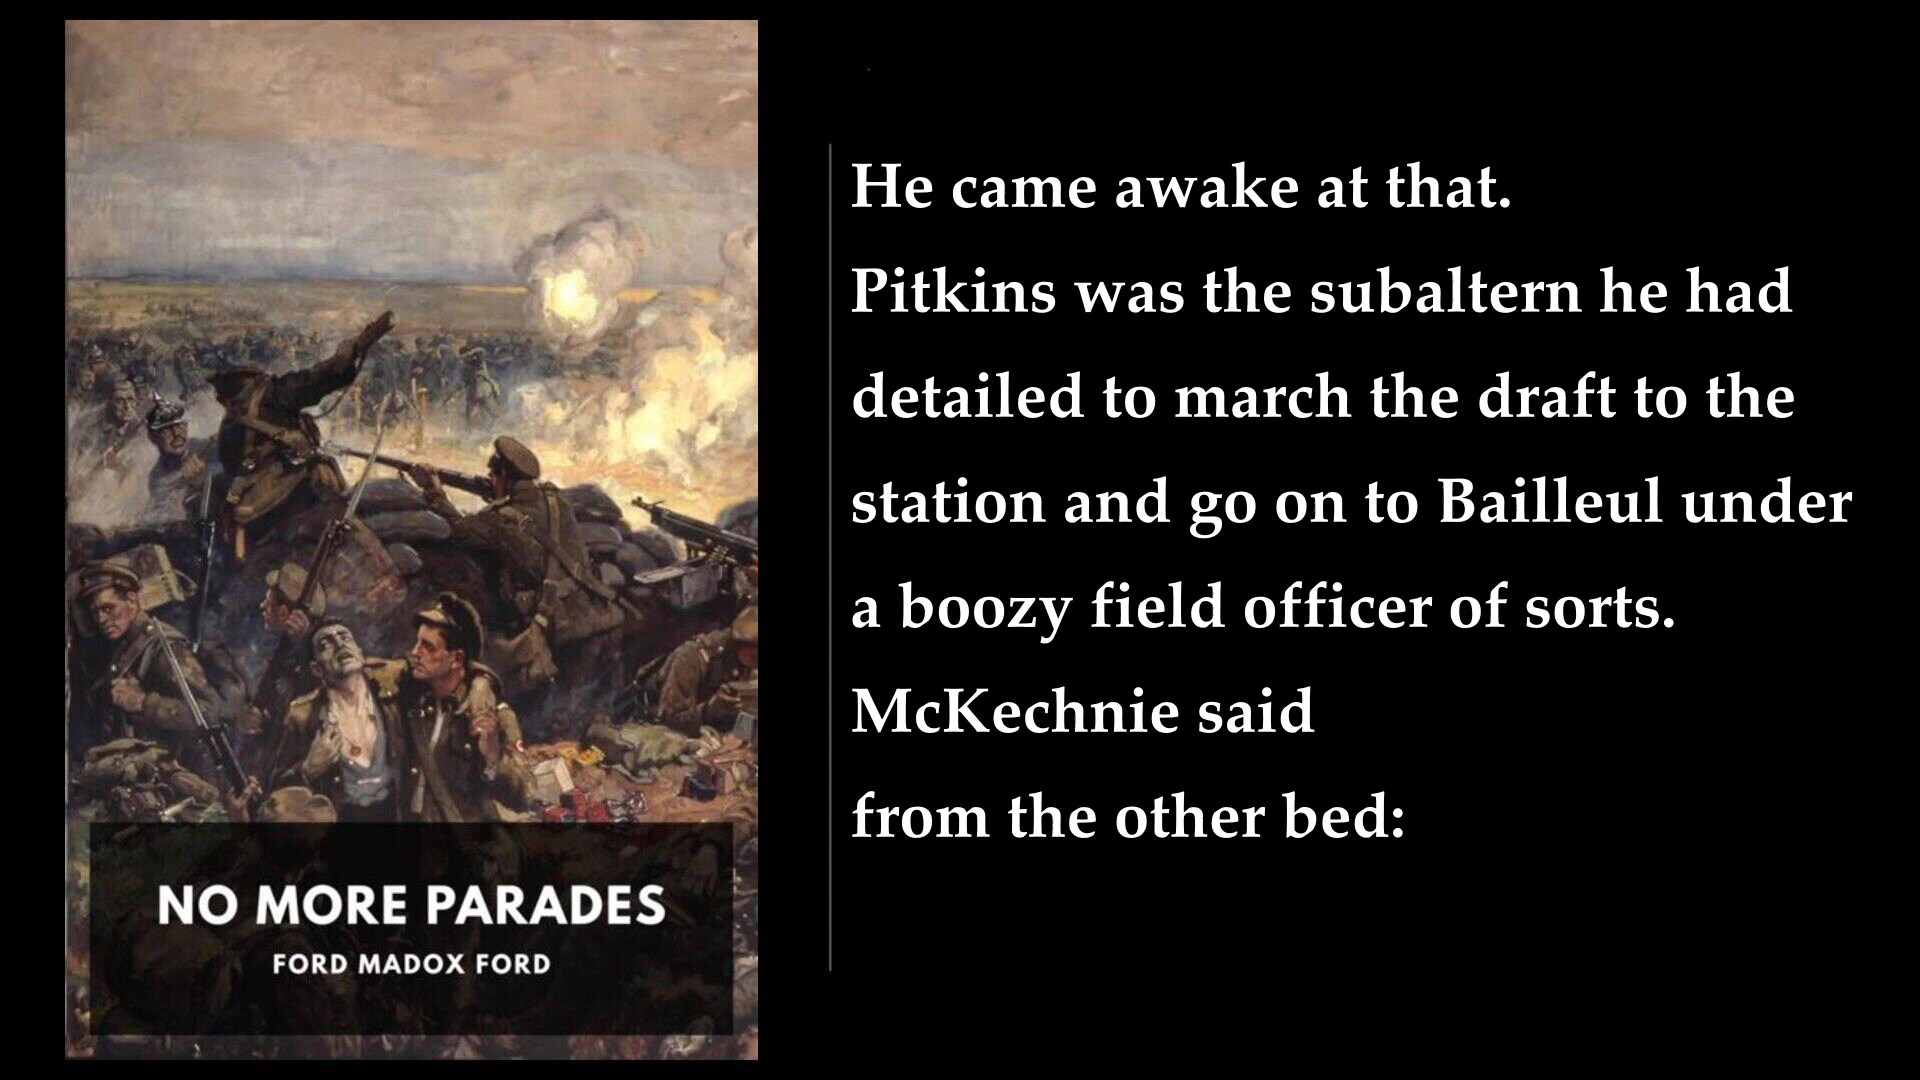 He came awake at that.
Pitkins was the subaltern he had
detailed to march the draft to the
station and go on to Bailleul under
a boozy field officer of sorts.
McKechnie said
from the other bed:
NO MORE PARADES
FORD MADOX FORD